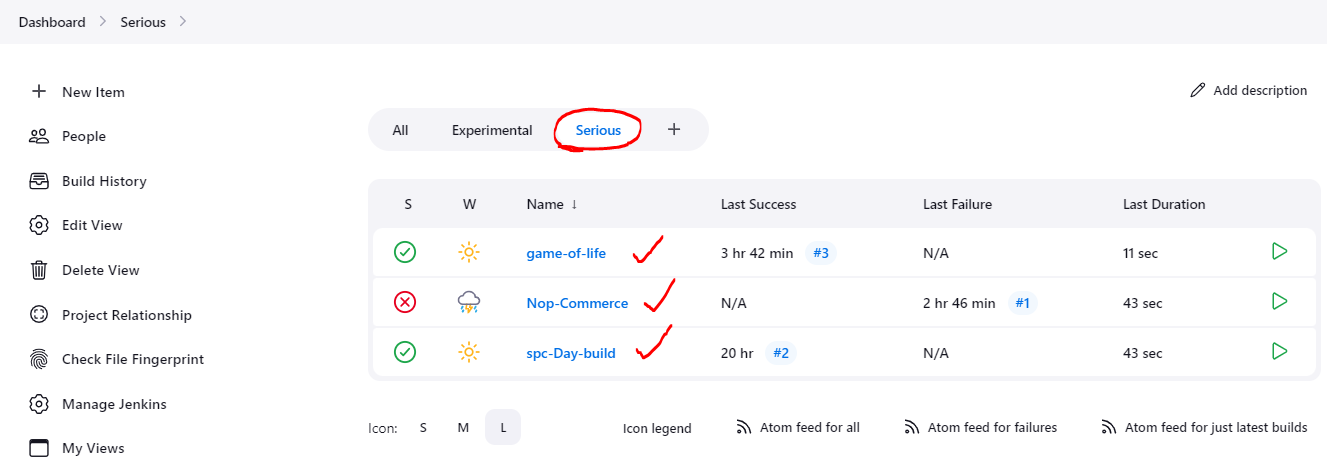 Dashboard > Serious >
New Item
People
Build History
Edit View
Delete View
Project Relationship
Check File Fingerprint
Manage Jenkins
My Views
Add description
All Experimental Serious +
S W Name ↓ Last Success Last Failure Last Duration
game-of-life 3 hr 42 min #3 N/A 11 sec
Nop-Commerce N/A 2 hr 46 min #1 43 sec
spc-Day-build 20 hr #2 N/A 43 sec
Icon: S M L Icon legend Atom feed for all Atom feed for failures Atom feed for just latest builds